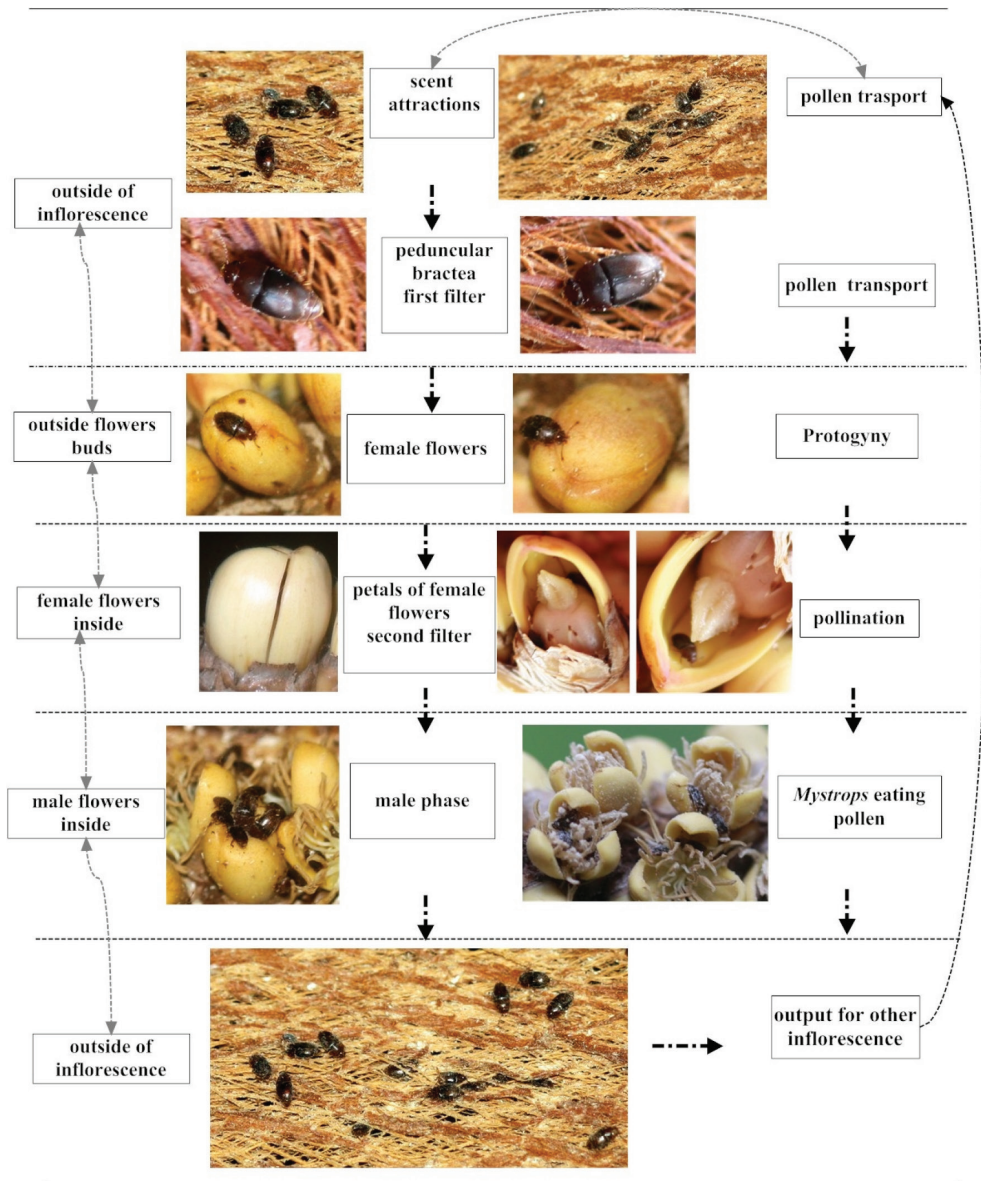 scent
attractions
pollen trasport
outside of
inflorescence
peduncular
bractea
first filter
pollen transport
outside flowers
buds
female flowers
Protogyny
female flowers
inside
petals of female
flowers
second filter
pollination
male flowers
inside
male phase
Mystrops eating
pollen
outside of
inflorescence
output for other
inflorescence